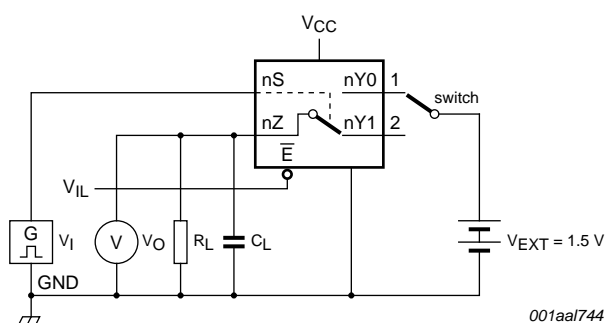 VCC
nS nY0 1
switch
nZ nY1 2
E
VIL
G VI V VO RL CL VEXT = 1.5 V
GND
001aal744